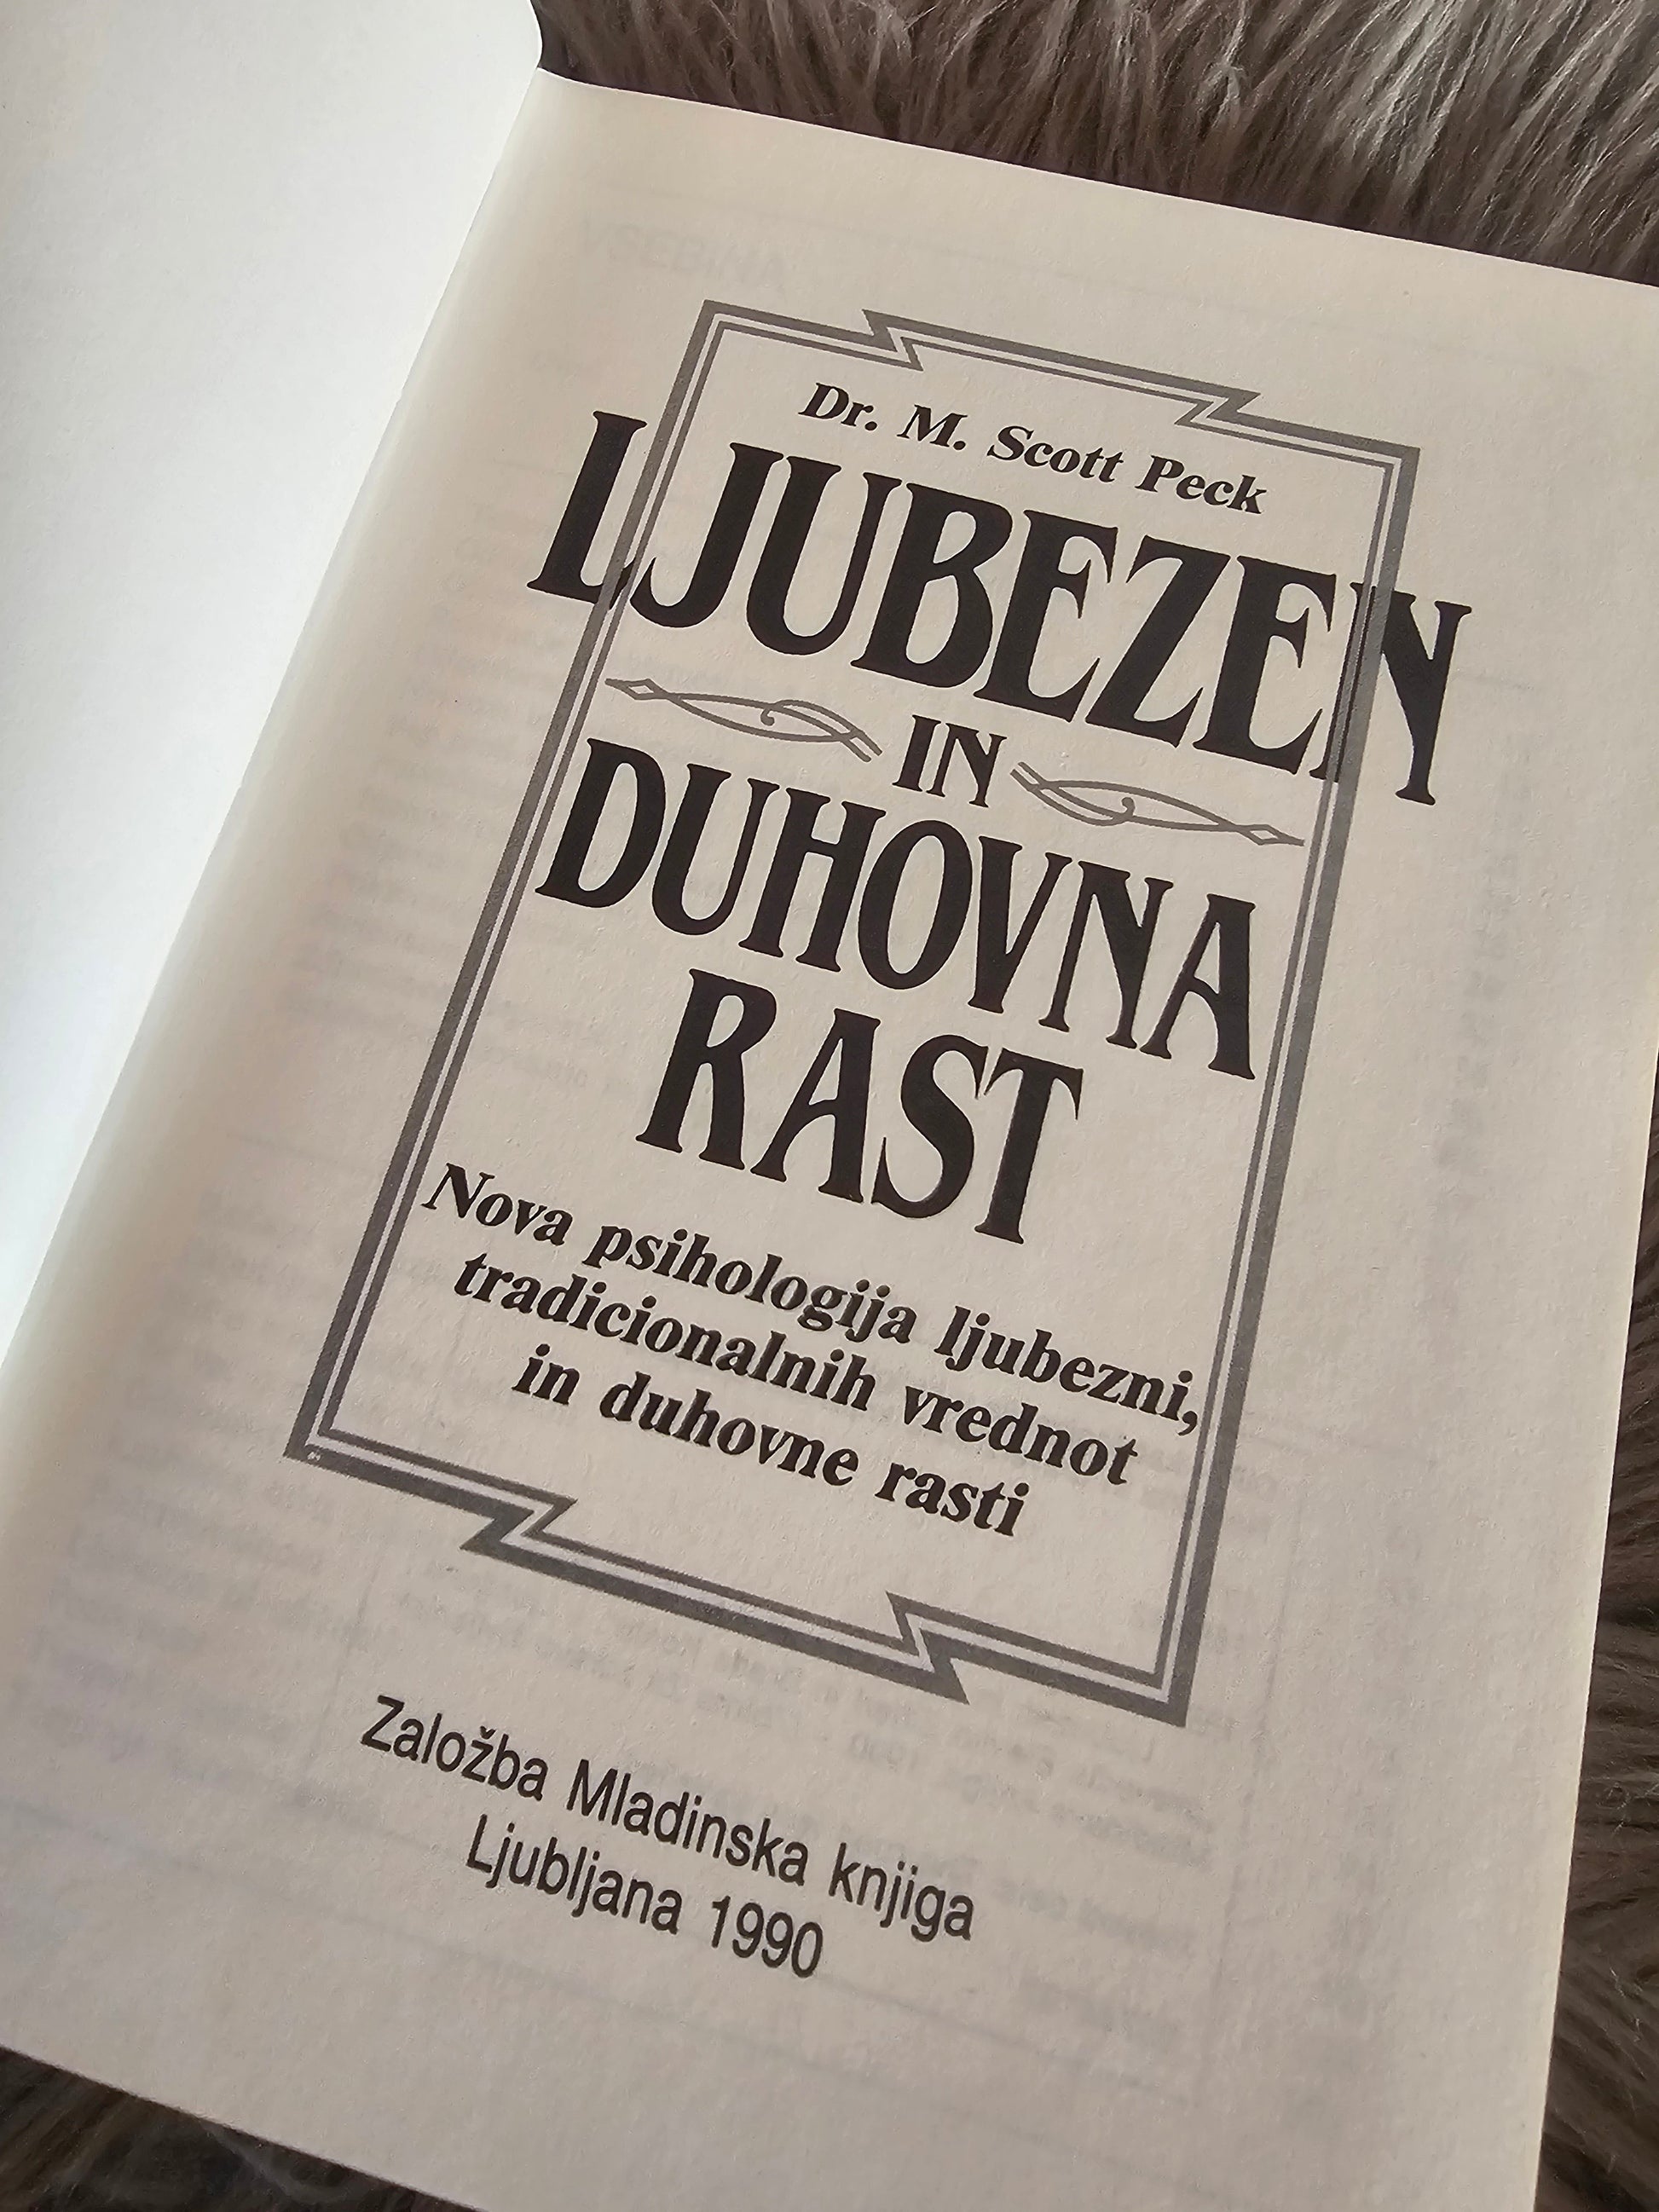 Dr. M. Scott Peck
LJUBEZEN
IN
DUHOVNA
RAST
Nova psihologija ljubezni,
tradicionalnih vrednot
in duhovne rasti
Založba Mladinska knjiga
Ljubljana 1990